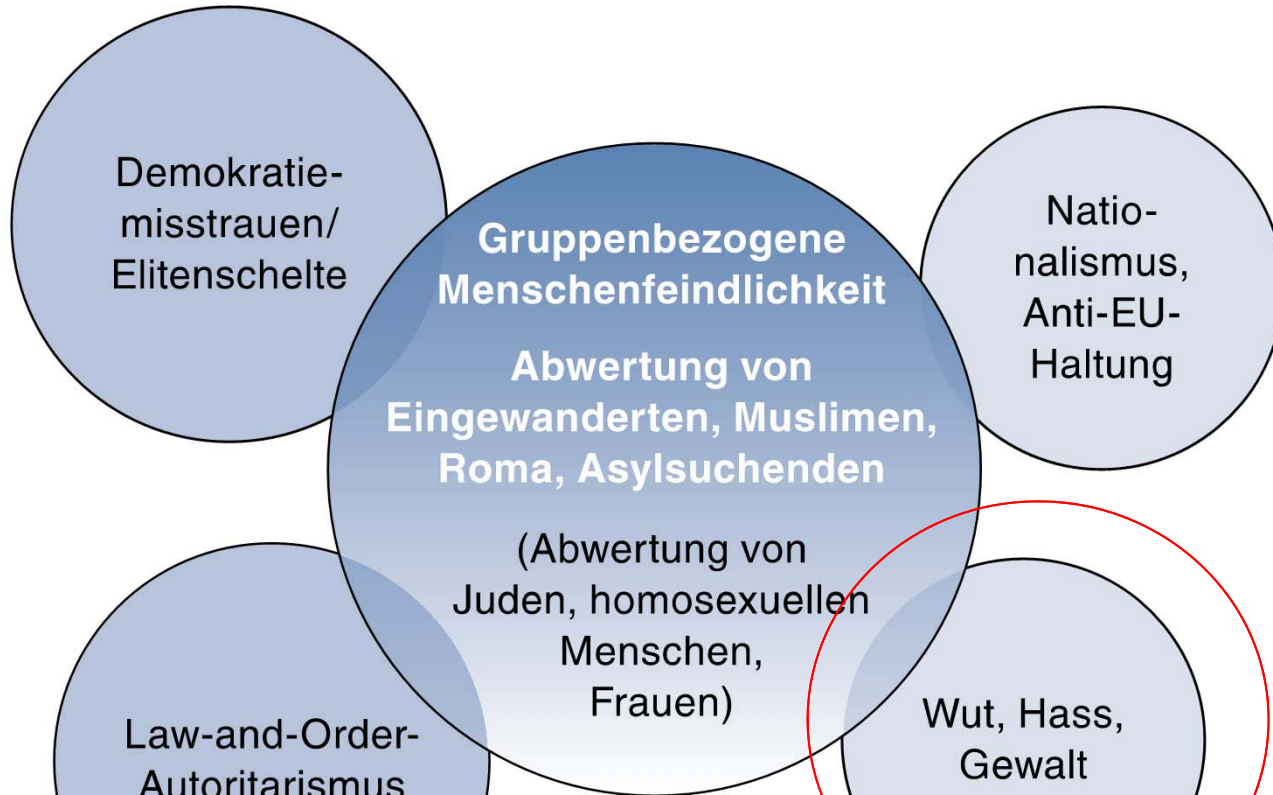 Demokratie-
misstrauen/
Elitenschelte
Gruppenbezogene
Menschenfeindlichkeit
Abwertung von
Eingewanderten, Muslimen,
Roma, Asylsuchenden
(Abwertung von
Juden, homosexuellen
Menschen,
Frauen)
Natio-
nalismus,
Anti-EU-
Haltung
Law-and-Order-
Autoritarismus
Wut, Hass,
Gewalt